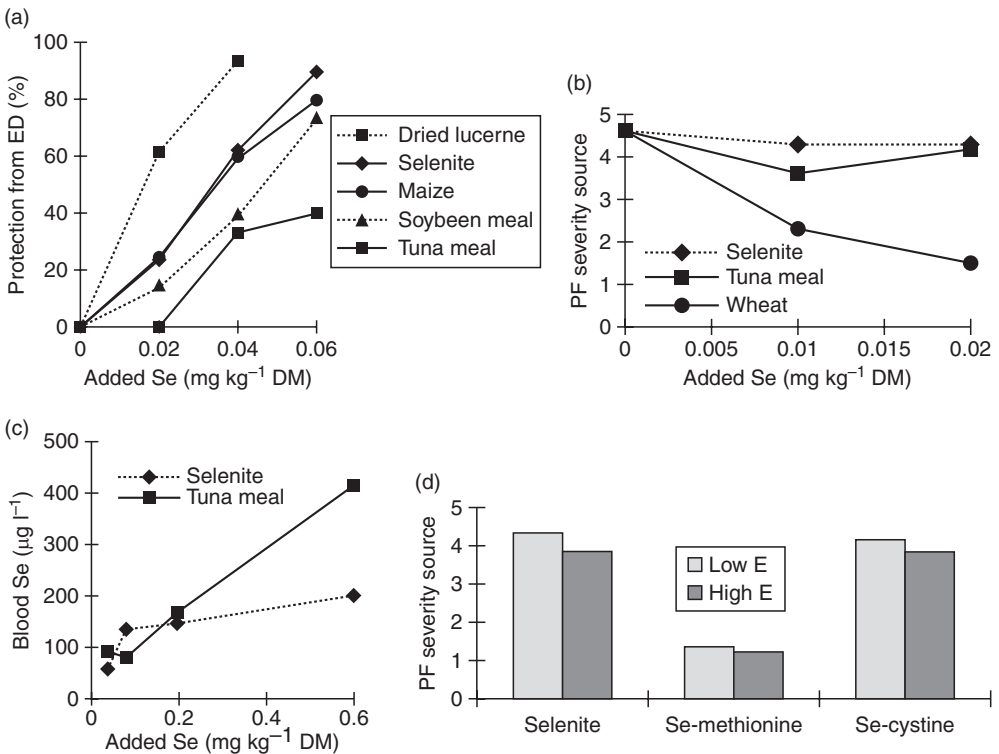 (a)
100
80
60
40
20
0
Protection from ED (%)
0 0.02 0.04 0.06
Added Se (mg kg⁻¹ DM)
Dried lucerne
Selenite
Maize
Soybeen meal
Tuna meal
(b)
5
4
3
2
1
0
PF severity source
Selenite
Tuna meal
Wheat
0 0.005 0.01 0.015 0.02
Added Se (mg kg⁻¹ DM)
(c)
500
400
300
200
100
0
Blood Se (µg l⁻¹)
Selenite
Tuna meal
0 0.2 0.4 0.6
Added Se (mg kg⁻¹ DM)
(d)
5
4
3
2
1
0
PF severity source
Low E
High E
Selenite Se-methionine Se-cystine